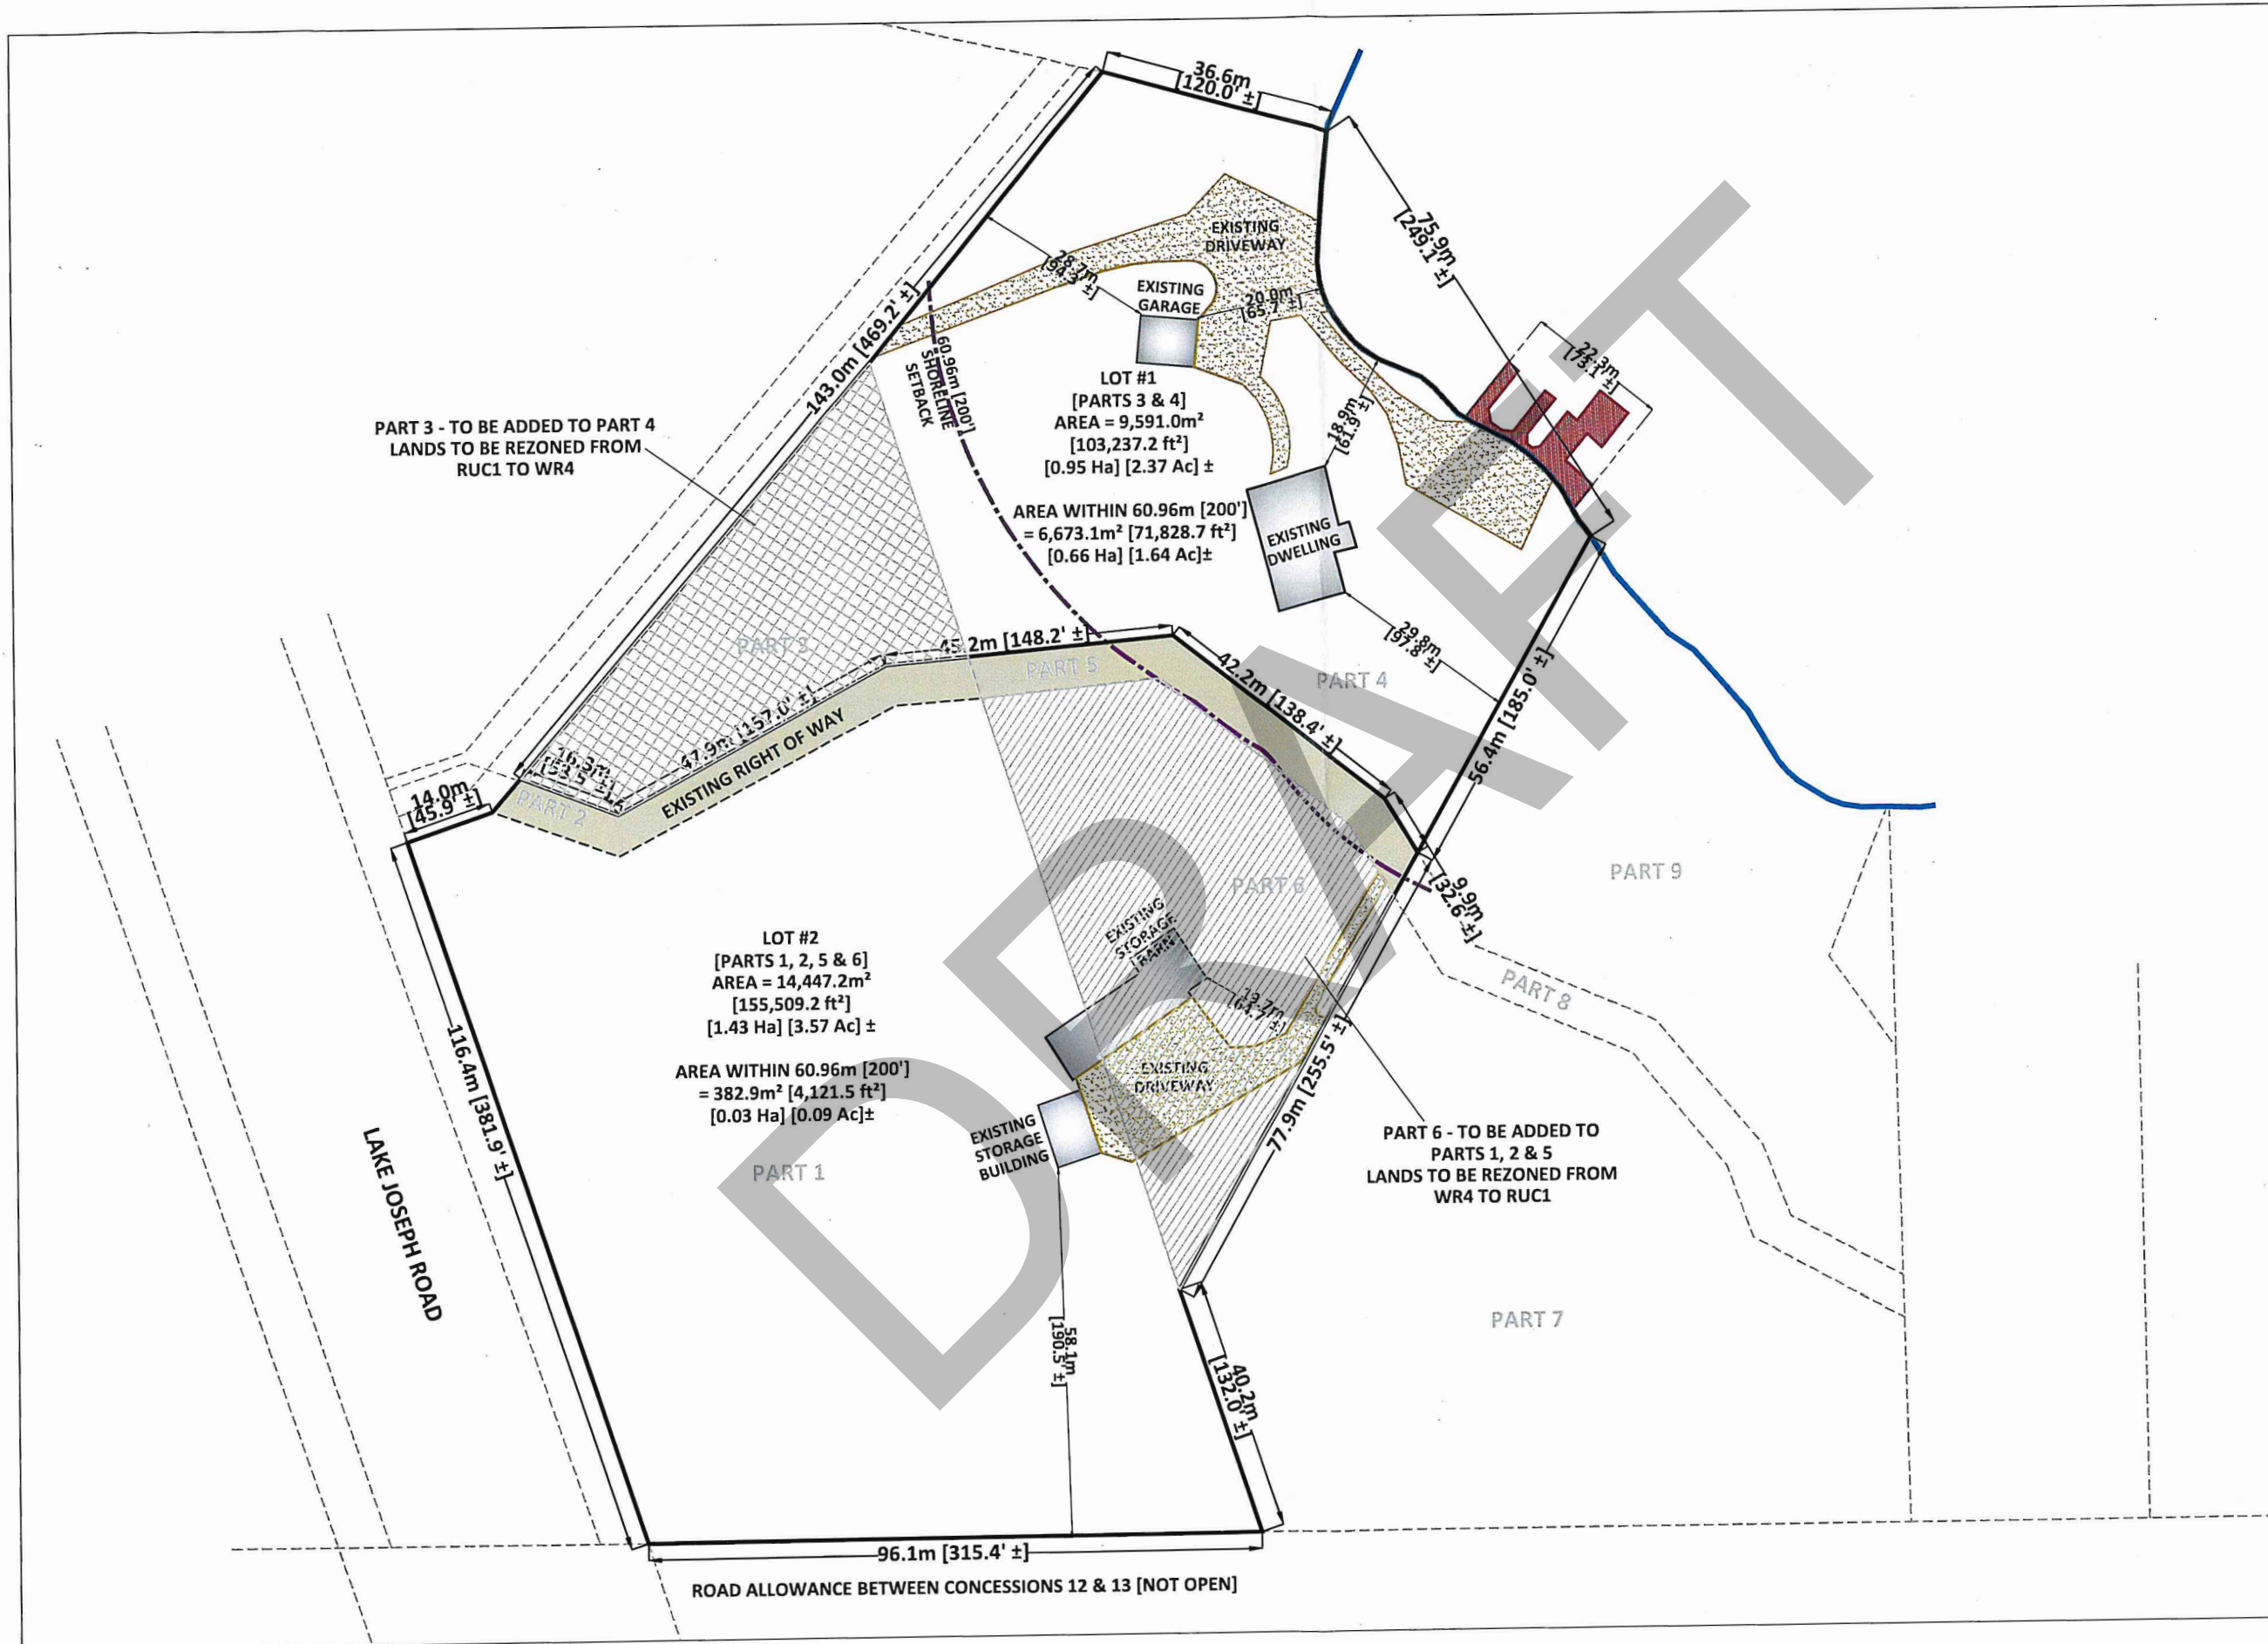 36.6m
[120.0' ±]
75.9m
[249.1' ±]
EXISTING
DRIVEWAY
28.7m
[94.3' ±]
EXISTING
GARAGE
20.0m
[65.7' ±]
143.0m [469.2' ±]
60.96m [200']
SHORELINE
SETBACK
22.3m
[73.1' ±]
LOT #1
[PARTS 3 & 4]
AREA = 9,591.0m²
[103,237.2 ft²]
[0.95 Ha] [2.37 Ac] ±
18.9m
[61.9' ±]
PART 3 - TO BE ADDED TO PART 4
LANDS TO BE REZONED FROM
RUC1 TO WR4
AREA WITHIN 60.96m [200']
= 6,673.1m² [71,828.7 ft²]
[0.66 Ha] [1.64 Ac]±
EXISTING
DWELLING
PART 3
45.2m [148.2' ±]
PART 5
29.8m
[97.8' ±]
42.2m [138.4' ±]
PART 4
56.4m [185.0' ±]
47.9m [157.0' ±]
16.3m
[53.5' ±]
EXISTING RIGHT OF WAY
14.0m
[45.9' ±]
PART 2
PART 6
9.9m
[32.6' ±]
PART 9
LOT #2
[PARTS 1, 2, 5 & 6]
AREA = 14,447.2m²
[155,509.2 ft²]
[1.43 Ha] [3.57 Ac] ±
EXISTING
STORAGE
BARN
PART 8
19.7m
[64.7' ±]
116.4m [381.9' ±]
AREA WITHIN 60.96m [200']
= 382.9m² [4,121.5 ft²]
[0.03 Ha] [0.09 Ac]±
EXISTING
DRIVEWAY
77.9m [255.5' ±]
EXISTING
STORAGE
BUILDING
PART 1
PART 6 - TO BE ADDED TO
PARTS 1, 2 & 5
LANDS TO BE REZONED FROM
WR4 TO RUC1
LAKE JOSEPH ROAD
PART 7
58.1m
[190.5' ±]
40.2m
[132.0' ±]
96.1m [315.4' ±]
ROAD ALLOWANCE BETWEEN CONCESSIONS 12 & 13 [NOT OPEN]
DRAFT